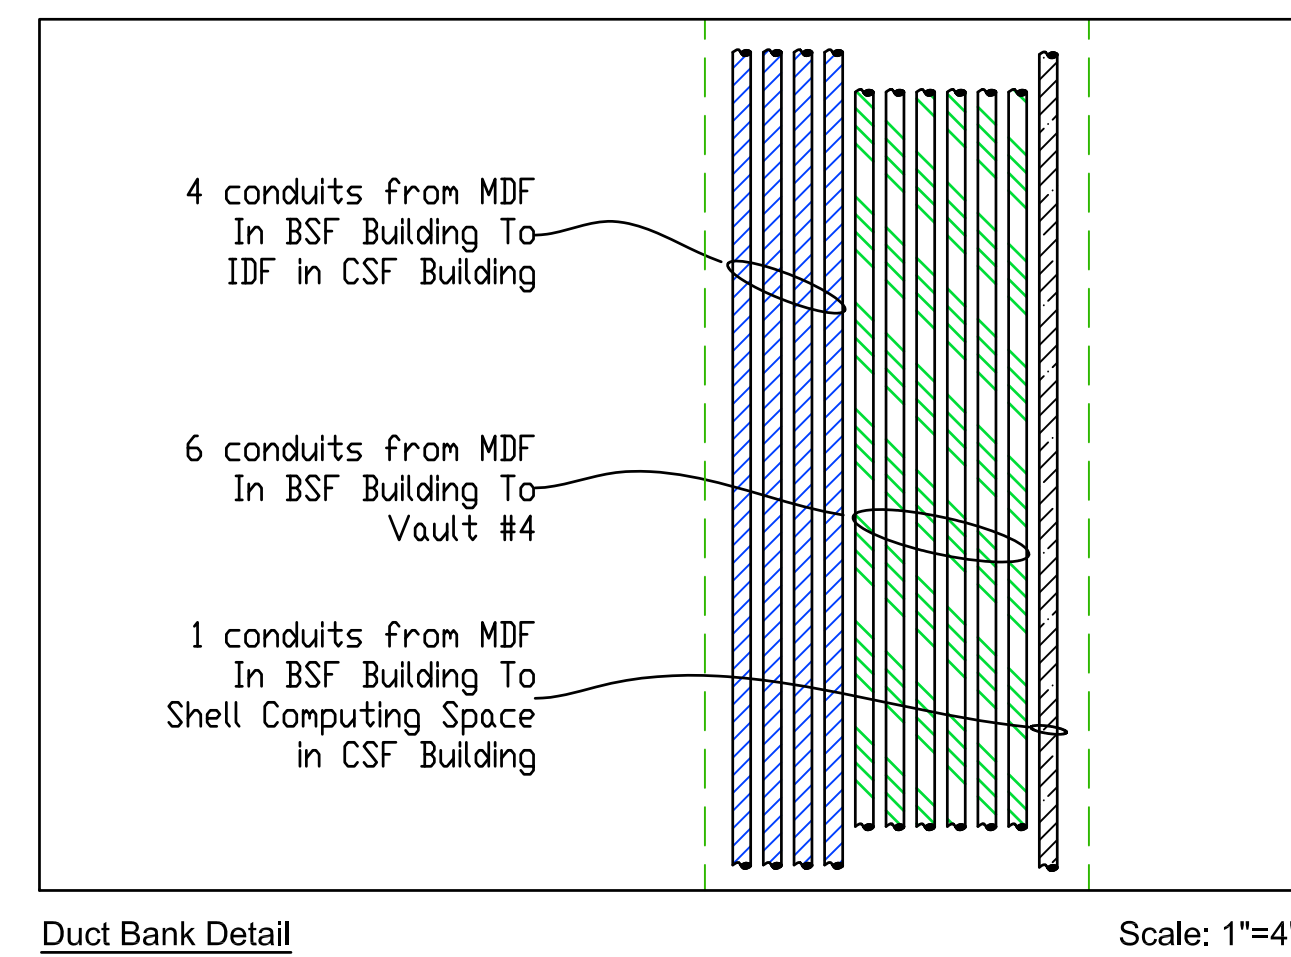 4 conduits from MDF
In BSF Building To
IDF in CSF Building
6 conduits from MDF
In BSF Building To
Vault #4
1 conduits from MDF
In BSF Building To
Shell Computing Space
in CSF Building
Duct Bank Detail
Scale: 1"=4'